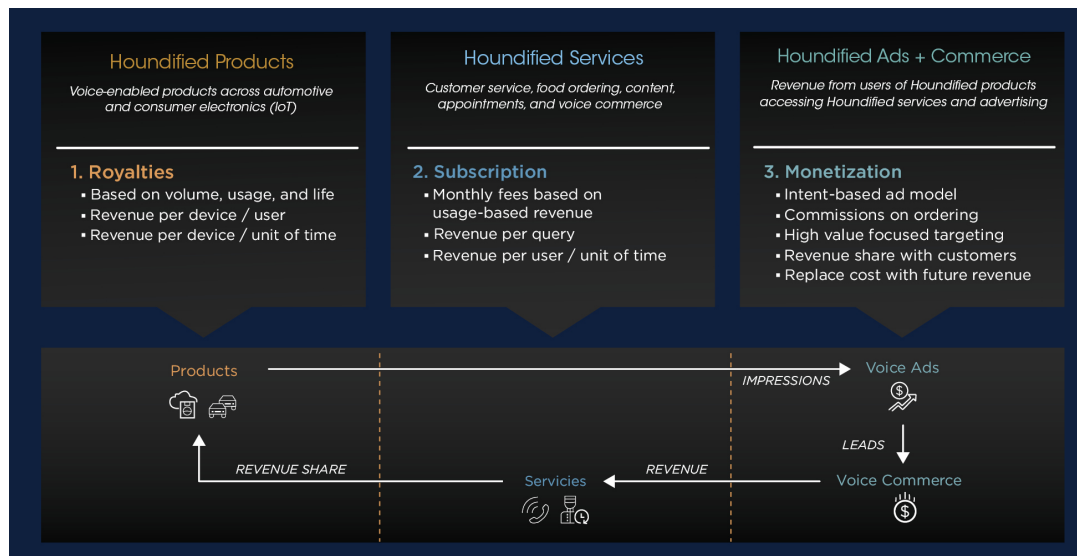 Houndified Products
Voice-enabled products across automotive
and consumer electronics (IoT)
1. Royalties
▪ Based on volume, usage, and life
▪ Revenue per device / user
▪ Revenue per device / unit of time
Houndified Services
Customer service, food ordering, content,
appointments, and voice commerce
2. Subscription
▪ Monthly fees based on
usage-based revenue
▪ Revenue per query
▪ Revenue per user / unit of time
Houndified Ads + Commerce
Revenue from users of Houndified products
accessing Houndified services and advertising
3. Monetization
▪ Intent-based ad model
▪ Commissions on ordering
▪ High value focused targeting
▪ Revenue share with customers
▪ Replace cost with future revenue
Products
IMPRESSIONS
Voice Ads
$
LEADS
REVENUE SHARE
Servicies
REVENUE
Voice Commerce
$